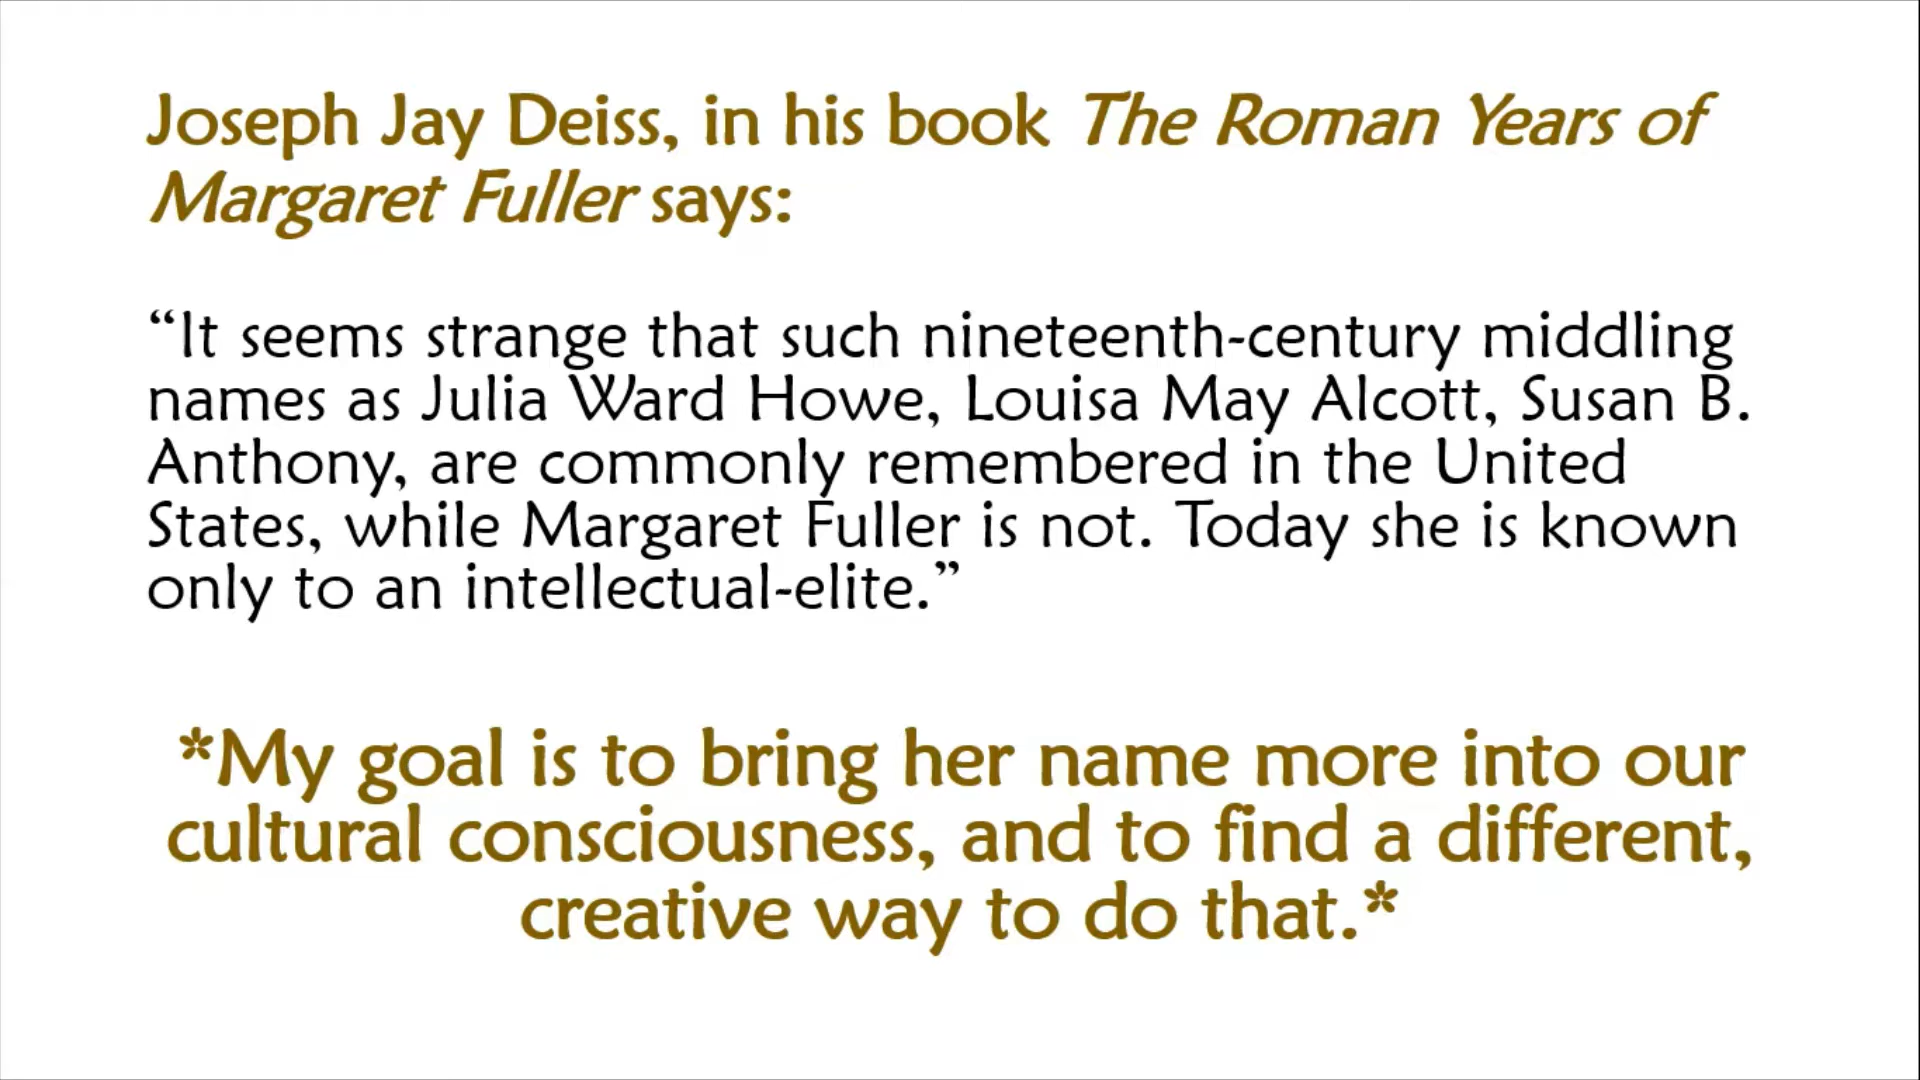 Joseph Jay Deiss, in his book The Roman Years of
Margaret Fuller says:
“It seems strange that such nineteenth-century middling
names as Julia Ward Howe, Louisa May Alcott, Susan B.
Anthony, are commonly remembered in the United
States, while Margaret Fuller is not. Today she is known
only to an intellectual-elite.”
*My goal is to bring her name more into our
cultural consciousness, and to find a different,
creative way to do that.*